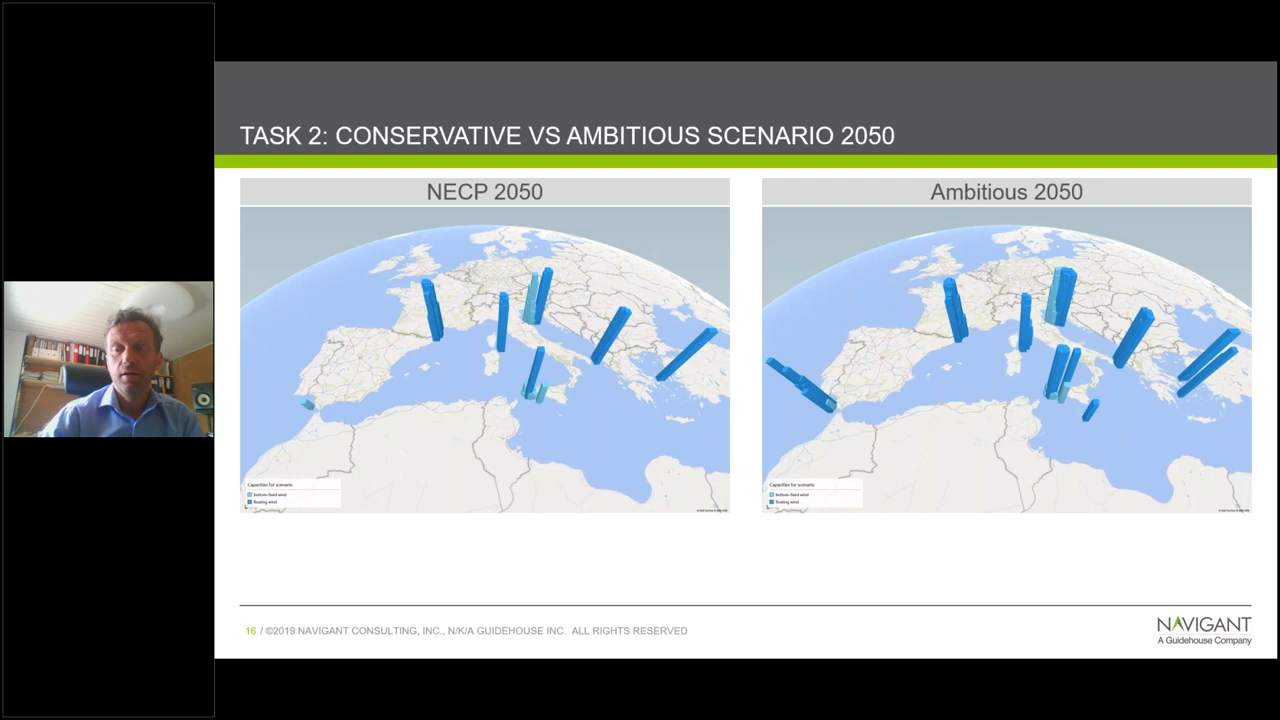 TASK 2: CONSERVATIVE VS AMBITIOUS SCENARIO 2050
NECP 2050
Ambitious 2050
Capacities for scenario
bottom-fixed wind
floating wind
Capacities for scenario
bottom-fixed wind
floating wind
16 / ©2019 NAVIGANT CONSULTING, INC., N/K/A GUIDEHOUSE INC. ALL RIGHTS RESERVED
NAVIGANT
A Guidehouse Company